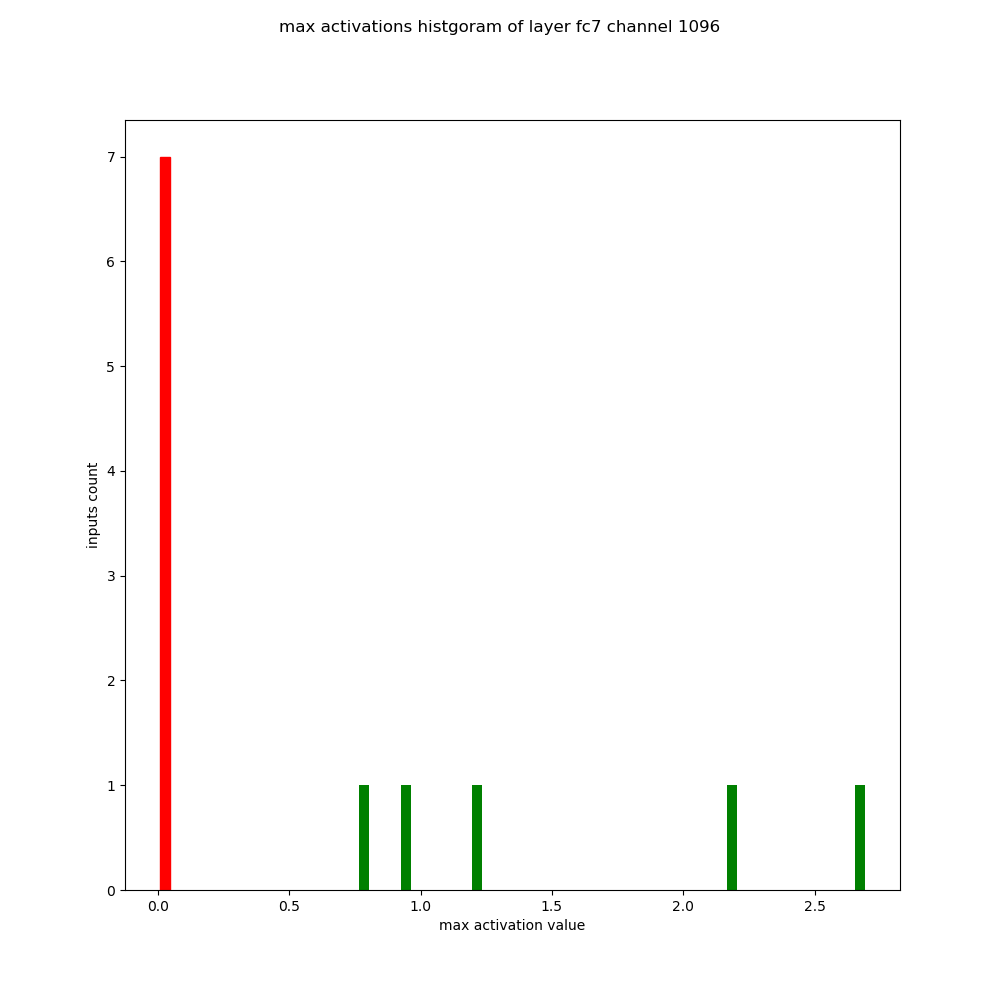 max activations histgoram of layer fc7 channel 1096
7
6
5
4
3
2
1
0
inputs count
0.0 0.5 1.0 1.5 2.0 2.5
max activation value